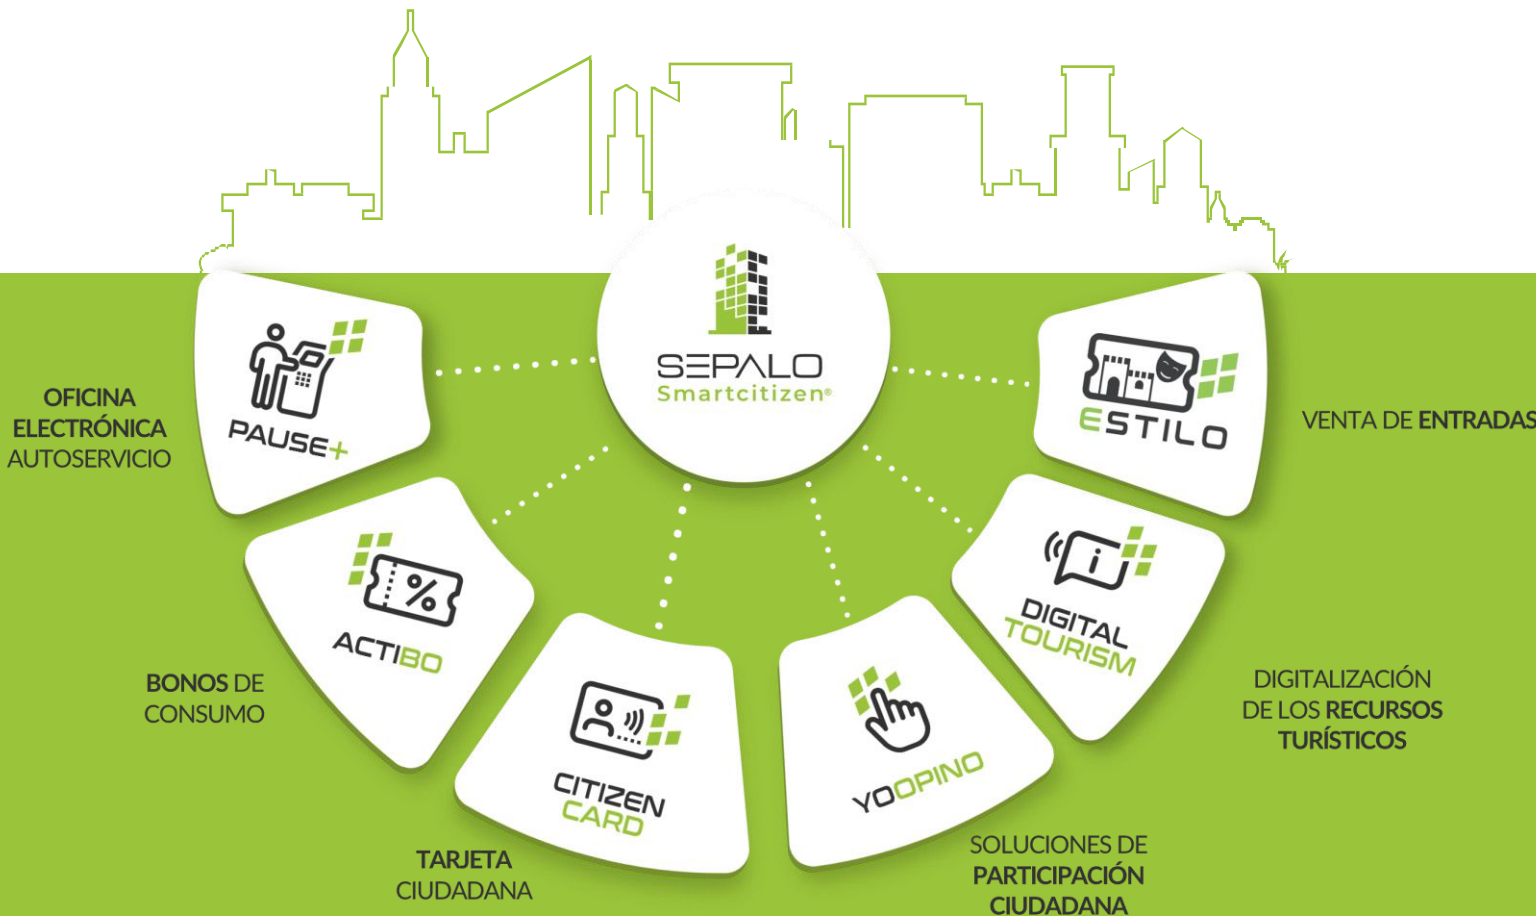 SEPALO
Smartcitizen®
OFICINA
ELECTRÓNICA
AUTOSERVICIO
PAUSE+
BONOS DE
CONSUMO
ACTIBO
TARJETA
CIUDADANA
CITIZEN
CARD
YOOPINO
SOLUCIONES DE
PARTICIPACIÓN
CIUDADANA
DIGITAL
TOURISM
DIGITALIZACIÓN
DE LOS RECURSOS
TURÍSTICOS
ESTILO
VENTA DE ENTRADAS